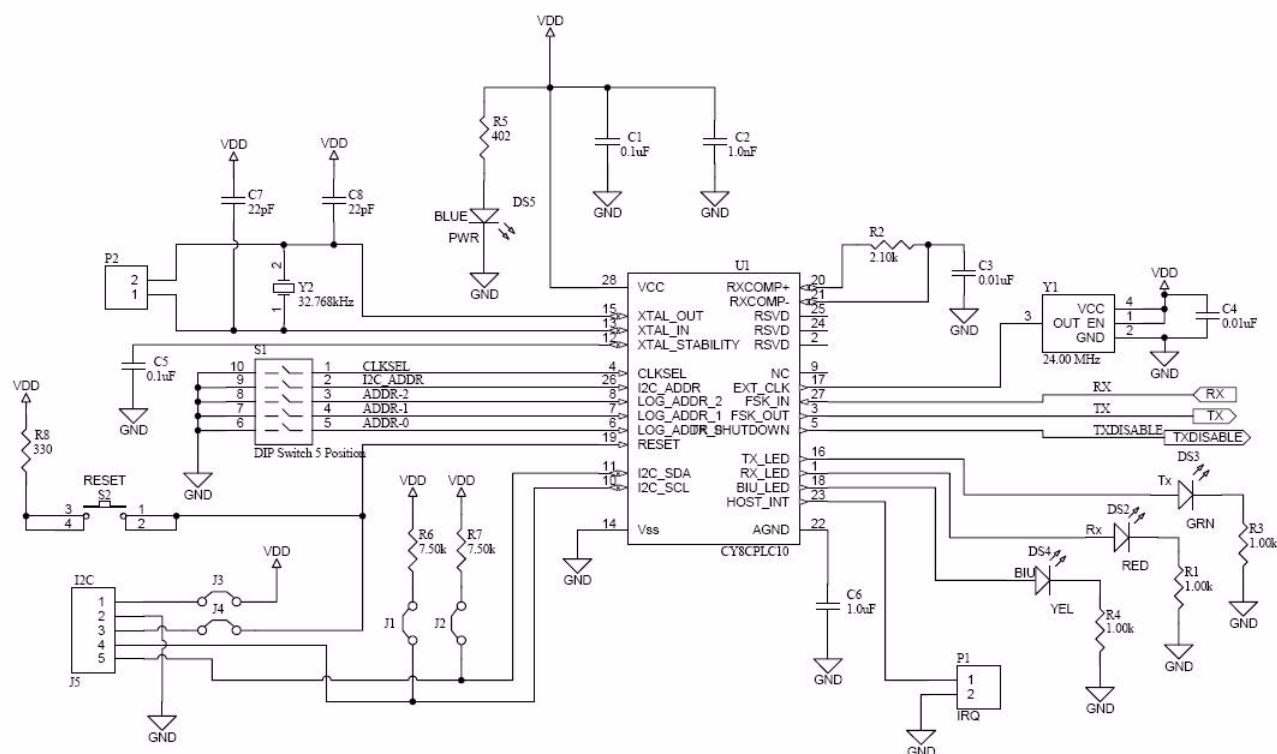 VDD
R5
402
C1
0.1uF
C2
1.0nF
VDD
VDD
C7
22pF
C8
22pF
DS5
BLUE
PWR
GND
GND
GND
P2
2
1
2
Y2
32.768kHz
1
R2
2.10k
C3
0.01uF
GND
VDD
Y1
VCC 4
OUT EN 1
GND 2
3
24.00 MHz
C4
0.01uF
GND
U1
28 VCC
15 XTAL_OUT
13 XTAL_IN
12 XTAL_STABILITY
4 CLKSEL
26 I2C_ADDR
8 LOG_ADDR_2
7 LOG_ADDR_1
6 LOG_ADDR_0
19 RESET
11 I2C_SDA
10 I2C_SCL
14 Vss
RXCOMP+ 20
RXCOMP- 21
RSVD 25
RSVD 24
RSVD 2
NC 9
EXT_CLK 17
FSK_IN 27
FSK_OUT 3
SHUTDOWN 5
TX_LED 16
RX_LED 1
BIU_LED 18
HOST_INT 23
AGND 22
CY8CPLC10
C5
0.1uF
GND
S1
10 1 CLKSEL
9 2 I2C_ADDR
8 3 ADDR-2
7 4 ADDR-1
6 5 ADDR-0
DIP Switch 5 Position
GND
RX RX
TX TX
TXDISABLE TXDISABLE
VDD
R8
330
RESET
S2
3 1
4 2
VDD
VDD
R6
7.50k
R7
7.50k
J1
J2
GND
I2C
1
2
3
4
5
J5
J3
J4
VDD
GND
C6
1.0uF
GND
DS3
Tx
GRN
R3
1.00k
GND
DS2
Rx
RED
R1
1.00k
GND
DS4
BIU
YEL
R4
1.00k
GND
P1
1
2
IRQ
GND